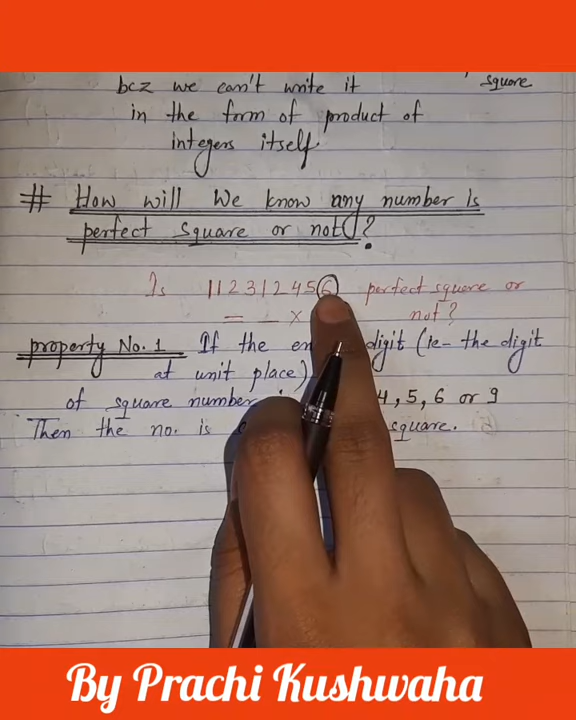 bcz we can't write it square
in the form of product of
integers itself
# How will We know any number is
perfect square or not?
Is 112312456 perfect square or
= _ × not?
property No. 1 If the en digit (ie- the digit
at unit place)
of square number 4, 5, 6 or 9
Then the no. is square.
By Prachi Kushwaha